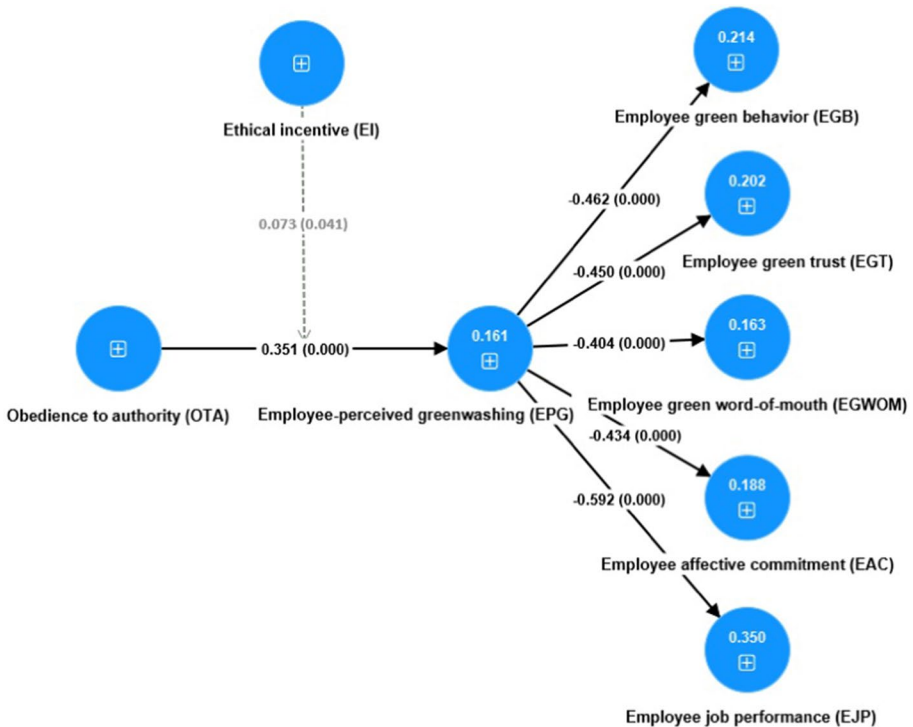 0.214
Employee green behavior (EGB)
Ethical incentive (EI)
-0.462 (0.000)
0.202
0.073 (0.041)
Employee green trust (EGT)
-0.450 (0.000)
0.351 (0.000)
0.161
-0.404 (0.000)
0.163
Obedience to authority (OTA)
Employee-perceived greenwashing (EPG)
Employee green word-of-mouth (EGWOM)
-0.434 (0.000)
0.188
-0.592 (0.000)
Employee affective commitment (EAC)
0.350
Employee job performance (EJP)